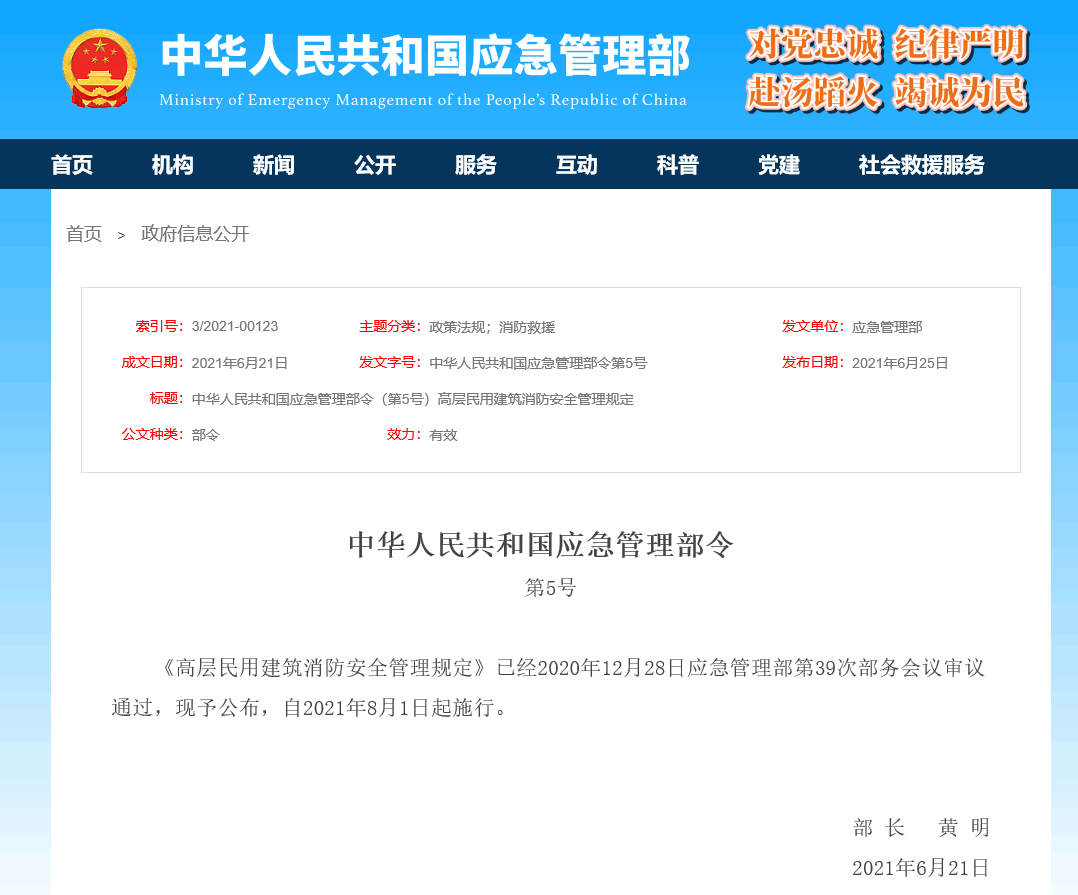 中华人民共和国应急管理部
Ministry of Emergency Management of the People's Republic of China
对党忠诚 纪律严明
赴汤蹈火 竭诚为民
首页 机构 新闻 公开 服务 互动 科普 党建 社会救援服务
首页 > 政府信息公开
索引号：3/2021-00123 主题分类：政策法规；消防救援 发文单位：应急管理部
成文日期：2021年6月21日 发文字号：中华人民共和国应急管理部令第5号 发布日期：2021年6月25日
标题：中华人民共和国应急管理部令（第5号）高层民用建筑消防安全管理规定
公文种类：部令 效力：有效
中华人民共和国应急管理部令
第5号
《高层民用建筑消防安全管理规定》已经2020年12月28日应急管理部第39次部务会议审议
通过，现予公布，自2021年8月1日起施行。
部 长 黄 明
2021年6月21日